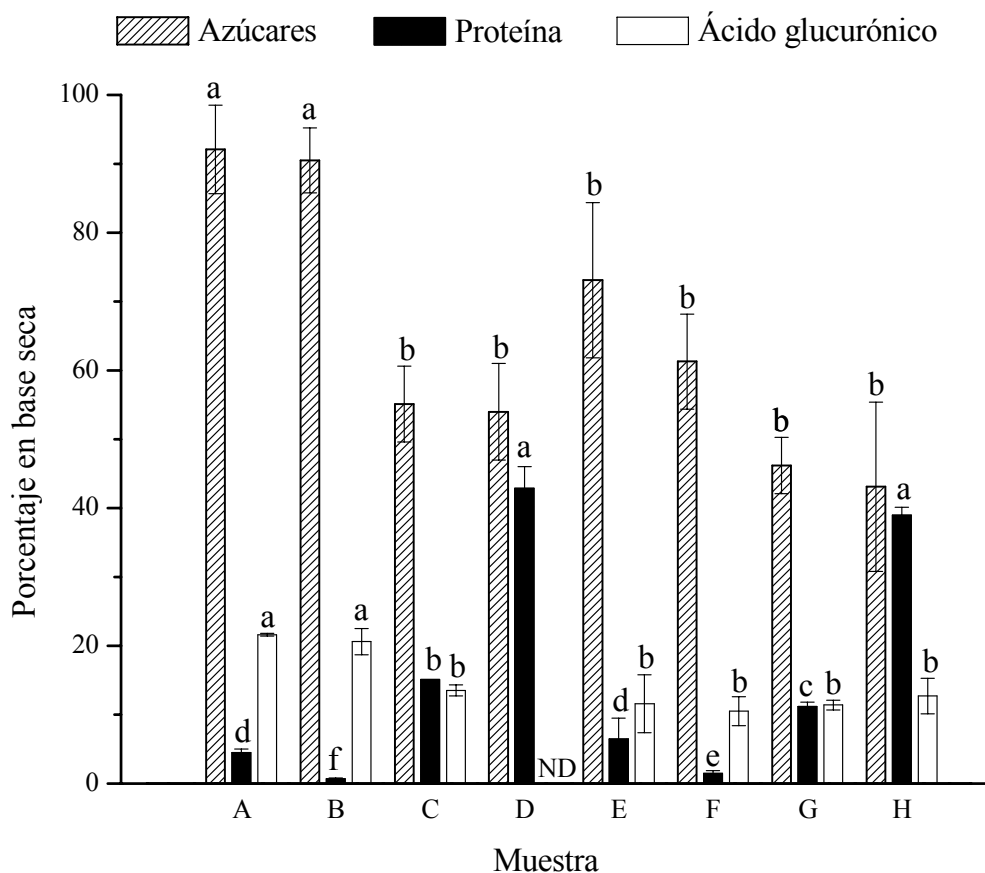 Azúcares Proteína Ácido glucurónico
100
80
60
40
20
0
Porcentaje en base seca
a a b b b b b b
d f b a d e c a
a a b ND b b b b
A B C D E F G H
Muestra